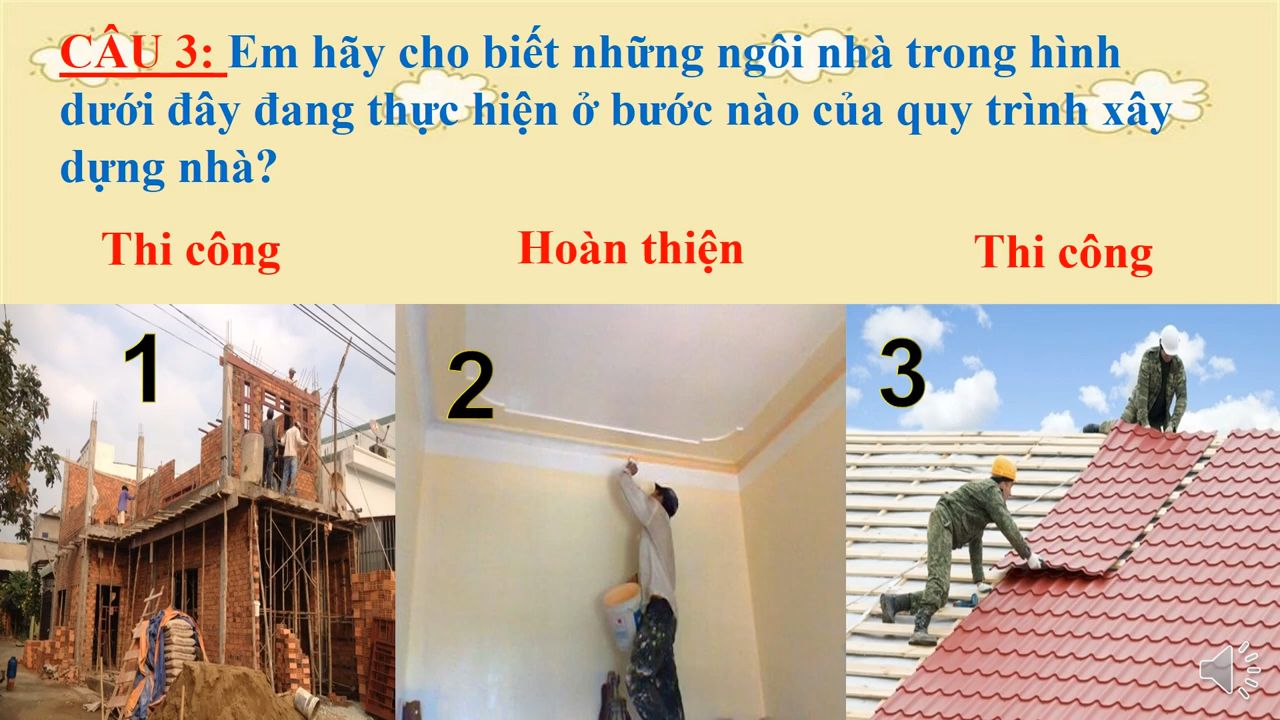 CÂU 3: Em hãy cho biết những ngôi nhà trong hình
dưới đây đang thực hiện ở bước nào của quy trình xây
dựng nhà?
Thi công
Hoàn thiện
Thi công
1
2
3